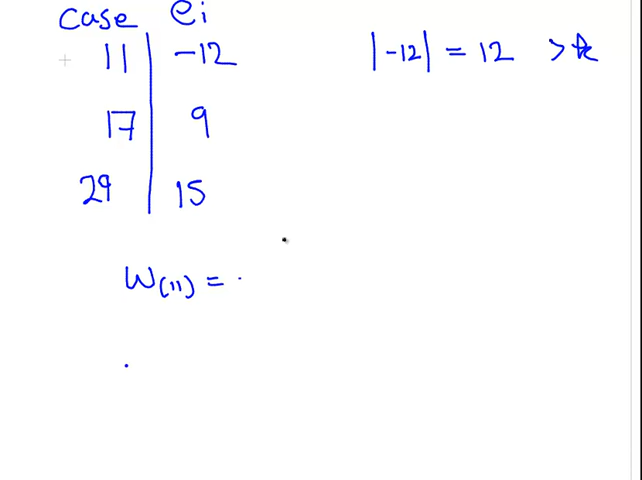 case ei
11 -12 |-12| = 12 > k
17 9
29 15
W(11) =